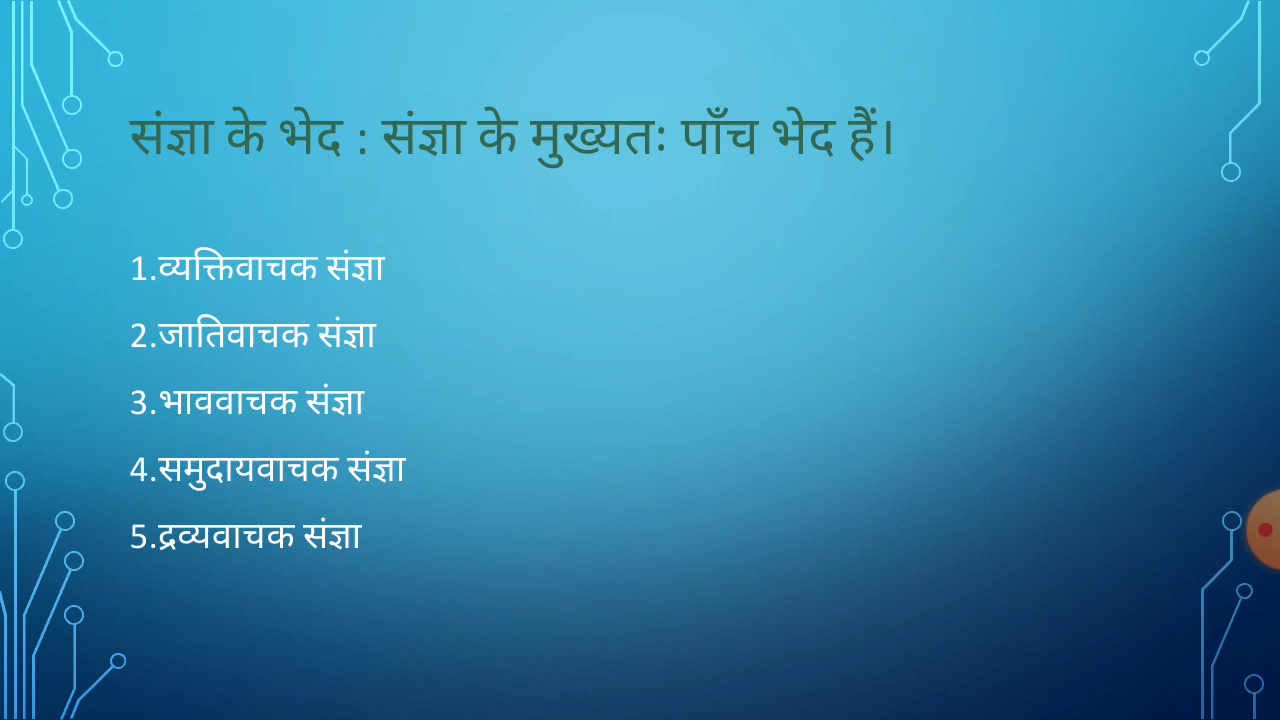 संज्ञा के भेद : संज्ञा के मुख्यतः पाँच भेद हैं।
1.व्यक्तिवाचक संज्ञा
2.जातिवाचक संज्ञा
3.भाववाचक संज्ञा
4.समुदायवाचक संज्ञा
5.द्रव्यवाचक संज्ञा